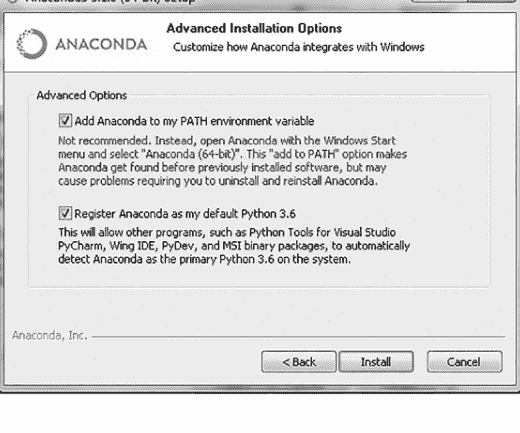 Advanced Installation Options
Customize how Anaconda integrates with Windows
ANACONDA
Advanced Options
Add Anaconda to my PATH environment variable
Not recommended. Instead, open Anaconda with the Windows Start
menu and select "Anaconda (64-bit)". This "add to PATH" option makes
Anaconda get found before previously installed software, but may
cause problems requiring you to uninstall and reinstall Anaconda.
Register Anaconda as my default Python 3.6
This will allow other programs, such as Python Tools for Visual Studio
PyCharm, Wing IDE, PyDev, and MSI binary packages, to automatically
detect Anaconda as the primary Python 3.6 on the system.
Anaconda, Inc.
< Back
Install
Cancel